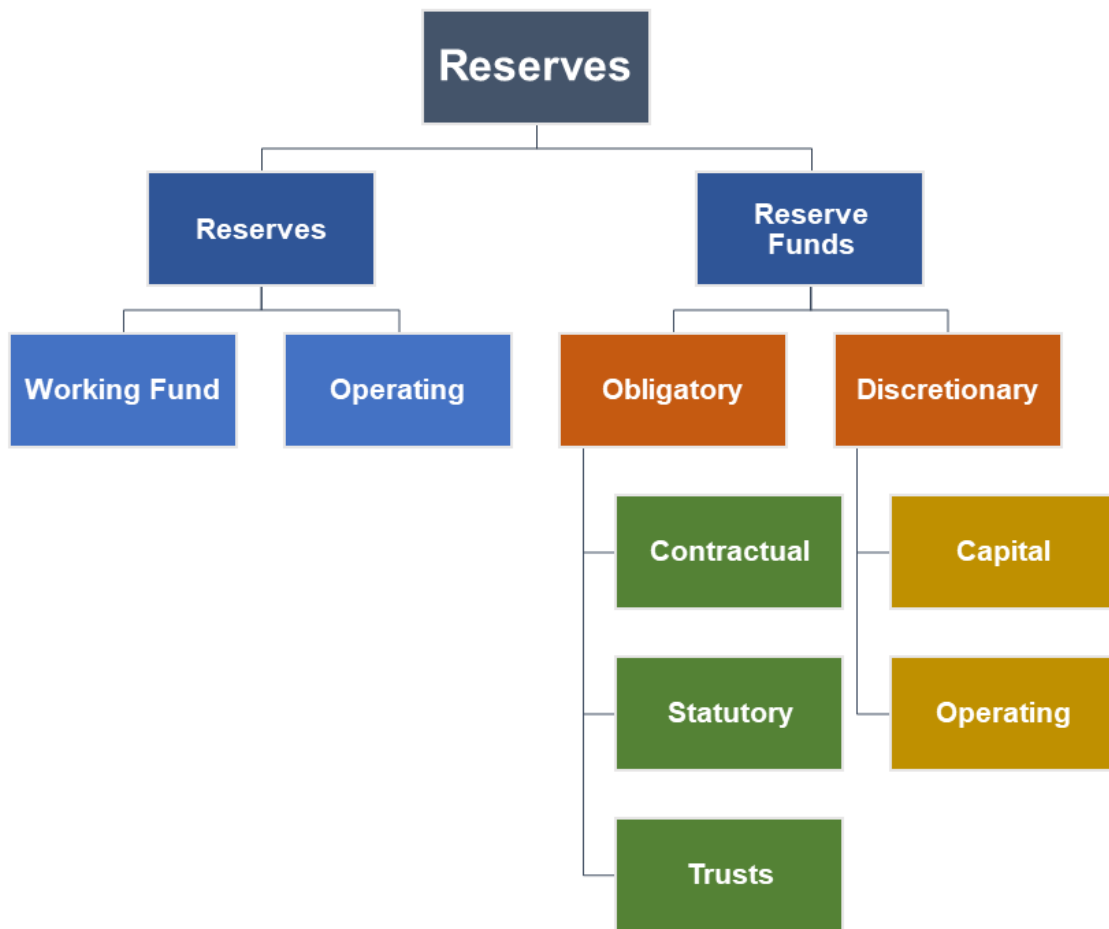 Reserves
Reserves
Reserve
Funds
Working Fund
Operating
Obligatory
Discretionary
Contractual
Capital
Statutory
Operating
Trusts